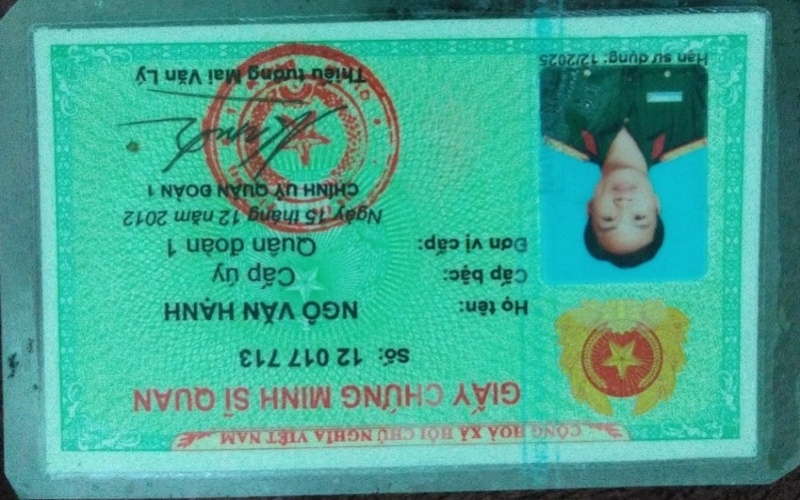 CỘNG HOÀ XÃ HỘI CHỦ NGHĨA VIỆT NAM
GIẤY CHỨNG MINH SĨ QUAN
Số: 12 017 713
Họ tên: NGÔ VĂN HẠNH
Cấp bậc: Cấp úy
Đơn vị cấp: Quân đoàn 1
Ngày 15 tháng 12 năm 2012
CHÍNH UỶ QUÂN ĐOÀN 1
Thiếu tướng Mai Văn Lý
Hạn sử dụng: 12/2025